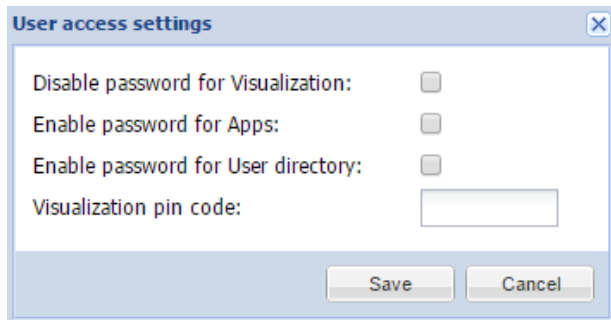 User access settings
Disable password for Visualization:
Enable password for Apps:
Enable password for User directory:
Visualization pin code:
Save Cancel